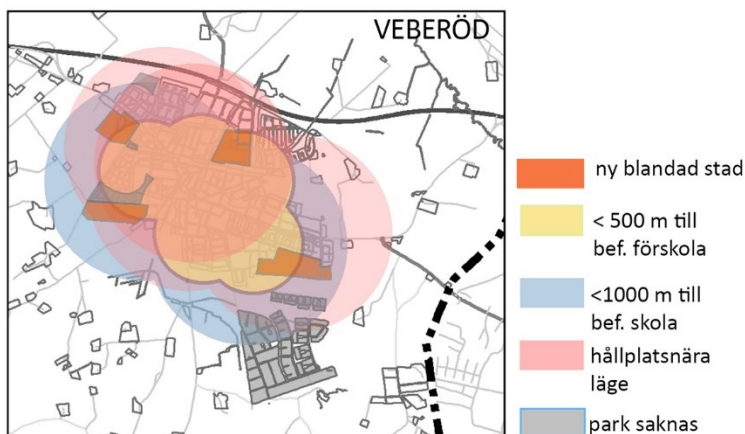 VEBERÖD
ny blandad stad
< 500 m till
bef. förskola
<1000 m till
bef. skola
hållplatsnära
läge
park saknas